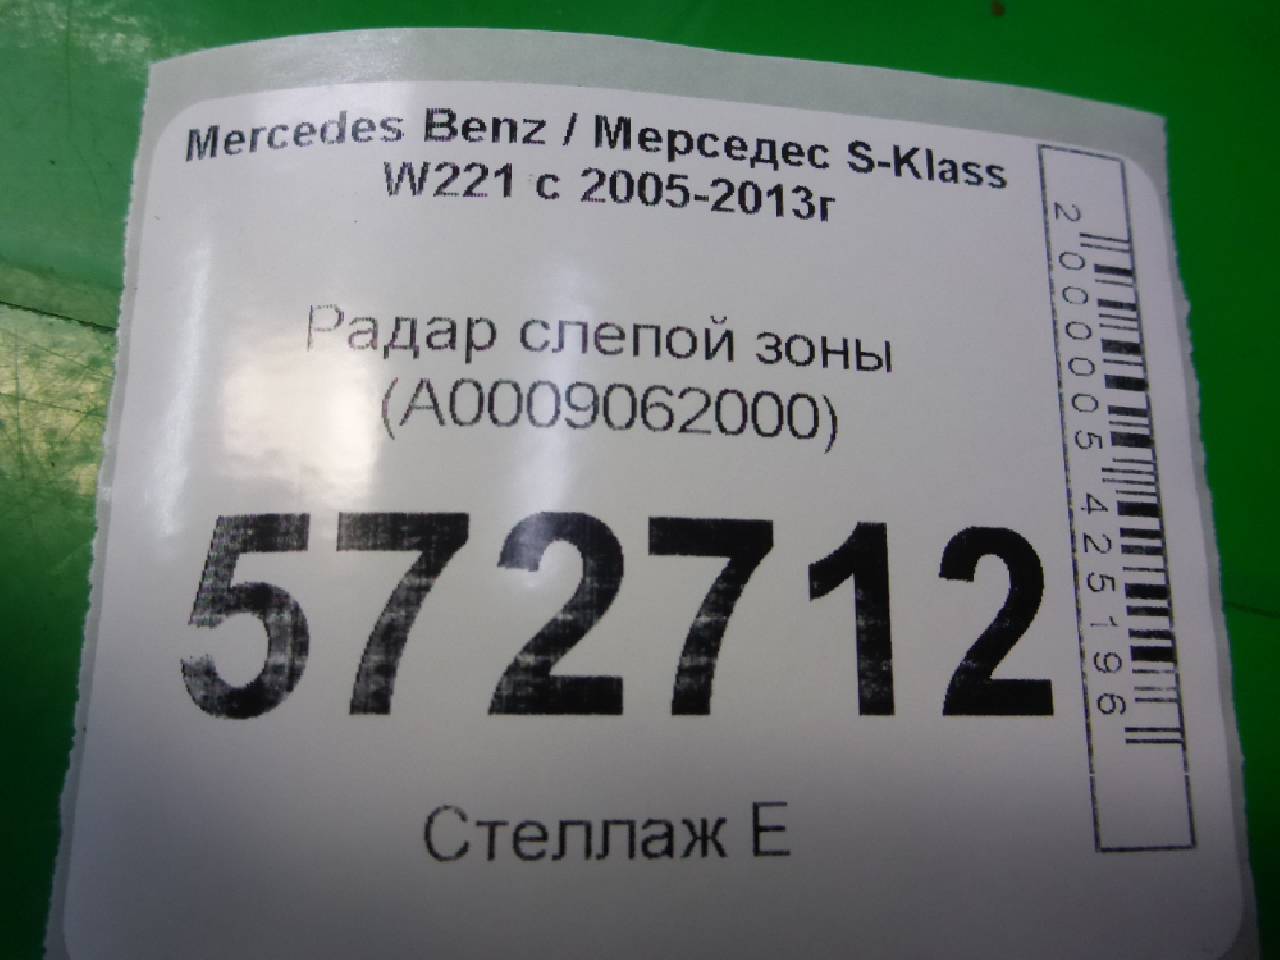 Mercedes Benz / Мерседес S-Klass
W221 с 2005-2013г
Радар слепой зоны
(A0009062000)
572712
Стеллаж Е
2000005425196